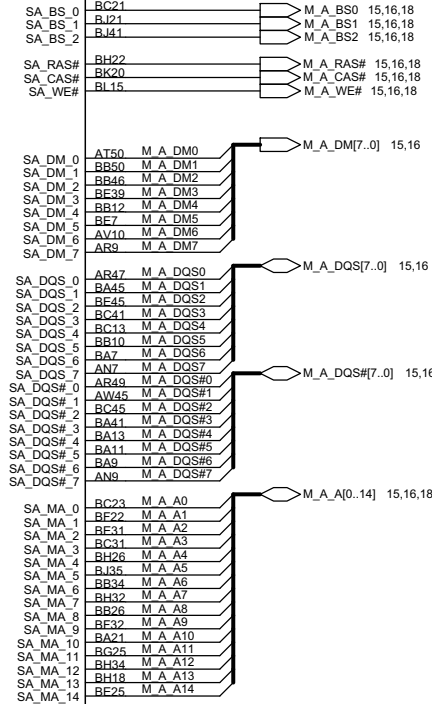 SA_BS_0 BC21 M_A_BS0 15,16,18
SA_BS_1 BJ21 M_A_BS1 15,16,18
SA_BS_2 BJ41 M_A_BS2 15,16,18
SA_RAS# BH22 M_A_RAS# 15,16,18
SA_CAS# BK20 M_A_CAS# 15,16,18
SA_WE# BL15 M_A_WE# 15,16,18
M_A_DM[7..0] 15,16
SA_DM_0 AT50 M_A_DM0
SA_DM_1 BB50 M_A_DM1
SA_DM_2 BB46 M_A_DM2
SA_DM_3 BE39 M_A_DM3
SA_DM_4 BB12 M_A_DM4
SA_DM_5 BE7 M_A_DM5
SA_DM_6 AV10 M_A_DM6
SA_DM_7 AR9 M_A_DM7
M_A_DQS[7..0] 15,16
SA_DQS_0 AR47 M_A_DQS0
SA_DQS_1 BA45 M_A_DQS1
SA_DQS_2 BE45 M_A_DQS2
SA_DQS_3 BC41 M_A_DQS3
SA_DQS_4 BC13 M_A_DQS4
SA_DQS_5 BB10 M_A_DQS5
SA_DQS_6 BA7 M_A_DQS6
SA_DQS_7 AN7 M_A_DQS7
M_A_DQS#[7..0] 15,16
SA_DQS#_0 AR49 M_A_DQS#0
SA_DQS#_1 AW45 M_A_DQS#1
SA_DQS#_2 BC45 M_A_DQS#2
SA_DQS#_3 BA41 M_A_DQS#3
SA_DQS#_4 BA13 M_A_DQS#4
SA_DQS#_5 BA11 M_A_DQS#5
SA_DQS#_6 BA9 M_A_DQS#6
SA_DQS#_7 AN9 M_A_DQS#7
M_A_A[0..14] 15,16,18
SA_MA_0 BC23 M_A_A0
SA_MA_1 BF22 M_A_A1
SA_MA_2 BF31 M_A_A2
SA_MA_3 BC31 M_A_A3
SA_MA_4 BH26 M_A_A4
SA_MA_5 BJ35 M_A_A5
SA_MA_6 BB34 M_A_A6
SA_MA_7 BH32 M_A_A7
SA_MA_8 BB26 M_A_A8
SA_MA_9 BF32 M_A_A9
SA_MA_10 BA21 M_A_A10
SA_MA_11 BG25 M_A_A11
SA_MA_12 BH34 M_A_A12
SA_MA_13 BH18 M_A_A13
SA_MA_14 BE25 M_A_A14